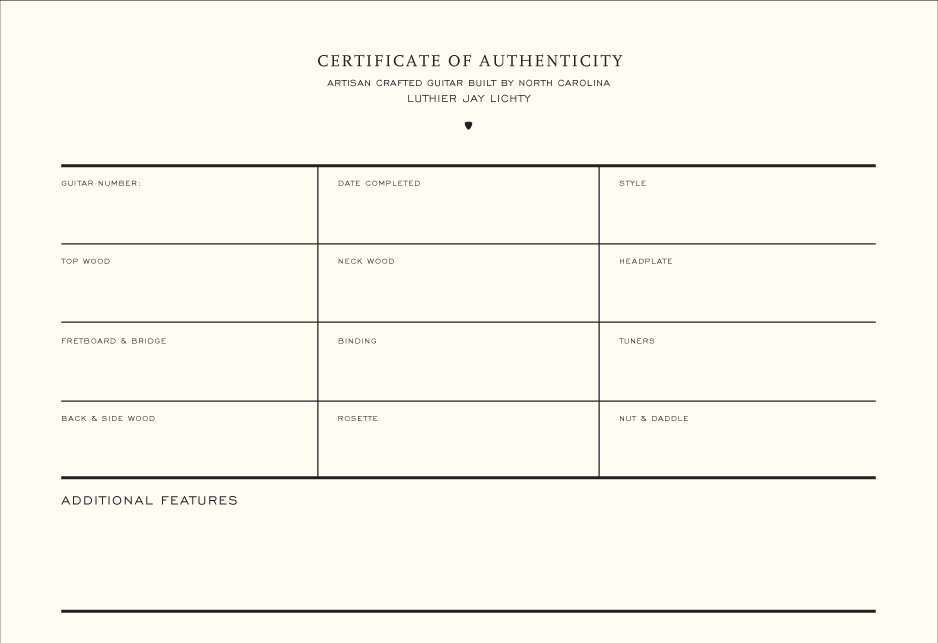 CERTIFICATE OF AUTHENTICITY
ARTISAN CRAFTED GUITAR BUILT BY NORTH CAROLINA
LUTHIER JAY LICHTY
GUITAR NUMBER:
DATE COMPLETED
STYLE
TOP WOOD
NECK WOOD
HEADPLATE
FRETBOARD & BRIDGE
BINDING
TUNERS
BACK & SIDE WOOD
ROSETTE
NUT & DADDLE
ADDITIONAL FEATURES